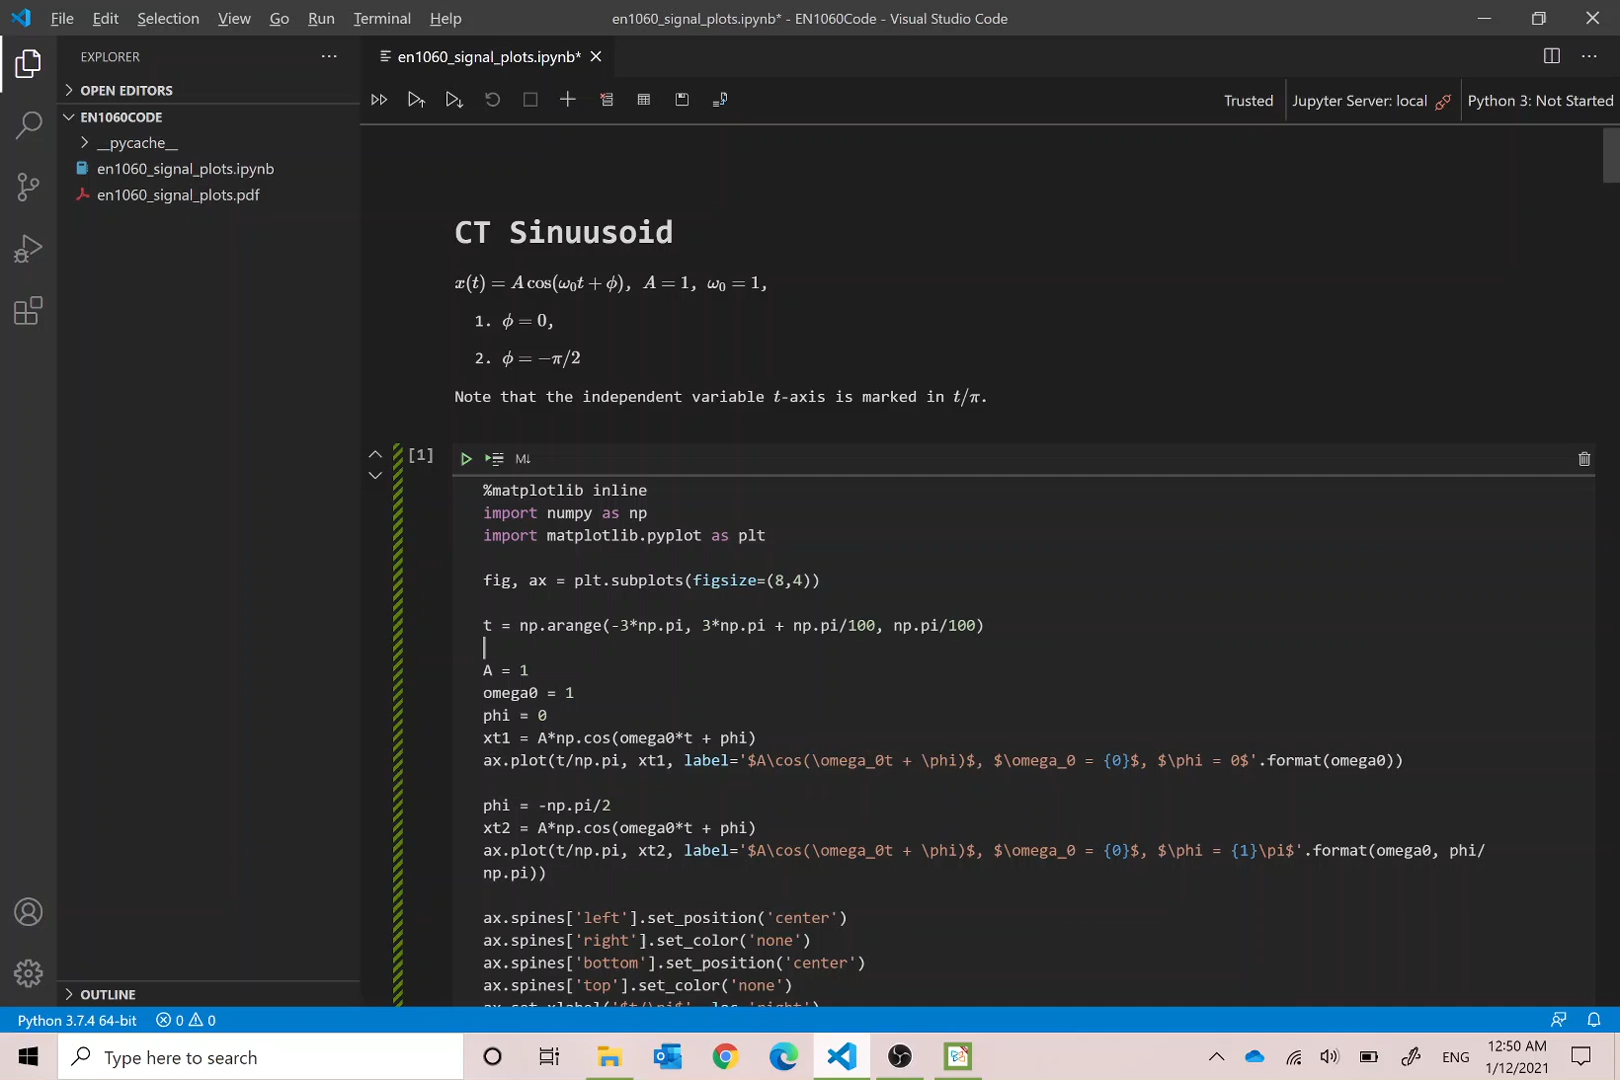 File Edit Selection View Go Run Terminal Help
en1060_signal_plots.ipynb* - EN1060Code - Visual Studio Code
EXPLORER
en1060_signal_plots.ipynb*
OPEN EDITORS
EN1060CODE
__pycache__
en1060_signal_plots.ipynb
en1060_signal_plots.pdf
Trusted
Jupyter Server: local
Python 3: Not Started
CT Sinuusoid
x(t) = A cos(ω₀t + ϕ), A = 1, ω₀ = 1,
1. ϕ = 0,
2. ϕ = −π/2
Note that the independent variable t-axis is marked in t/π.
[1]
M↓
%matplotlib inline
import numpy as np
import matplotlib.pyplot as plt
fig, ax = plt.subplots(figsize=(8,4))
t = np.arange(-3*np.pi, 3*np.pi + np.pi/100, np.pi/100)
A = 1
omega0 = 1
phi = 0
xt1 = A*np.cos(omega0*t + phi)
ax.plot(t/np.pi, xt1, label='$A\cos(\omega_0t + \phi)$, $\omega_0 = {0}$, $\phi = 0$'.format(omega0))
phi = -np.pi/2
xt2 = A*np.cos(omega0*t + phi)
ax.plot(t/np.pi, xt2, label='$A\cos(\omega_0t + \phi)$, $\omega_0 = {0}$, $\phi = {1}\pi$'.format(omega0, phi/
np.pi))
ax.spines['left'].set_position('center')
ax.spines['right'].set_color('none')
ax.spines['bottom'].set_position('center')
ax.spines['top'].set_color('none')
ax.set_xlabel('$t/\pi$', loc='right')
OUTLINE
Python 3.7.4 64-bit
0
0
Type here to search
ENG
12:50 AM
1/12/2021